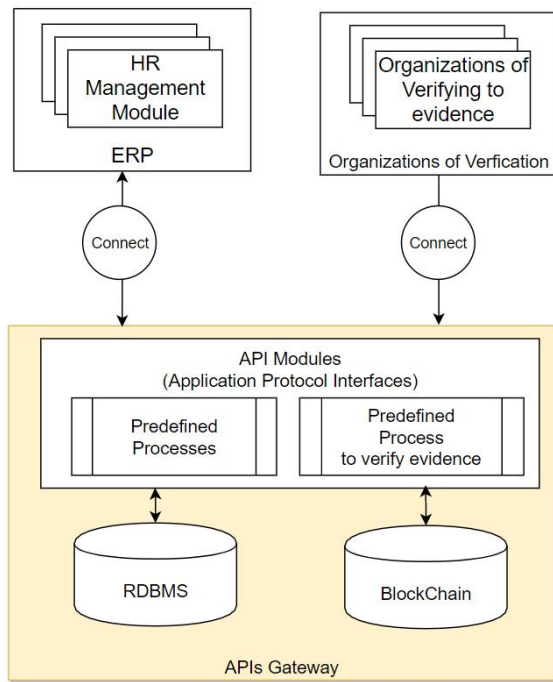 HR
Management
Module
ERP
Organizations of
Verifying to
evidence
Organizations of Verfication
Connect
Connect
API Modules
(Application Protocol Interfaces)
Predefined
Processes
Predefined
Process
to verify evidence
RDBMS
BlockChain
APIs Gateway